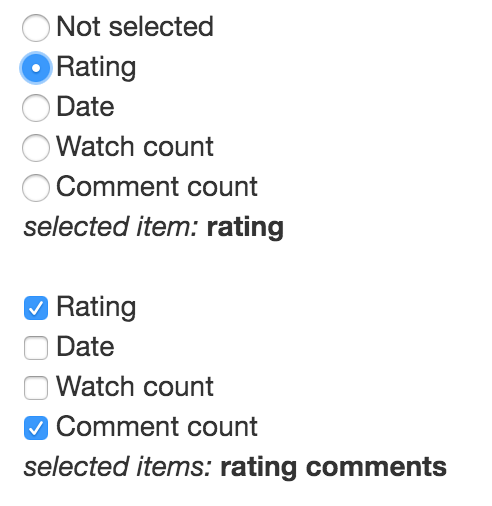 Not selected
Rating
Date
Watch count
Comment count
selected item: rating
Rating
Date
Watch count
Comment count
selected items: rating comments